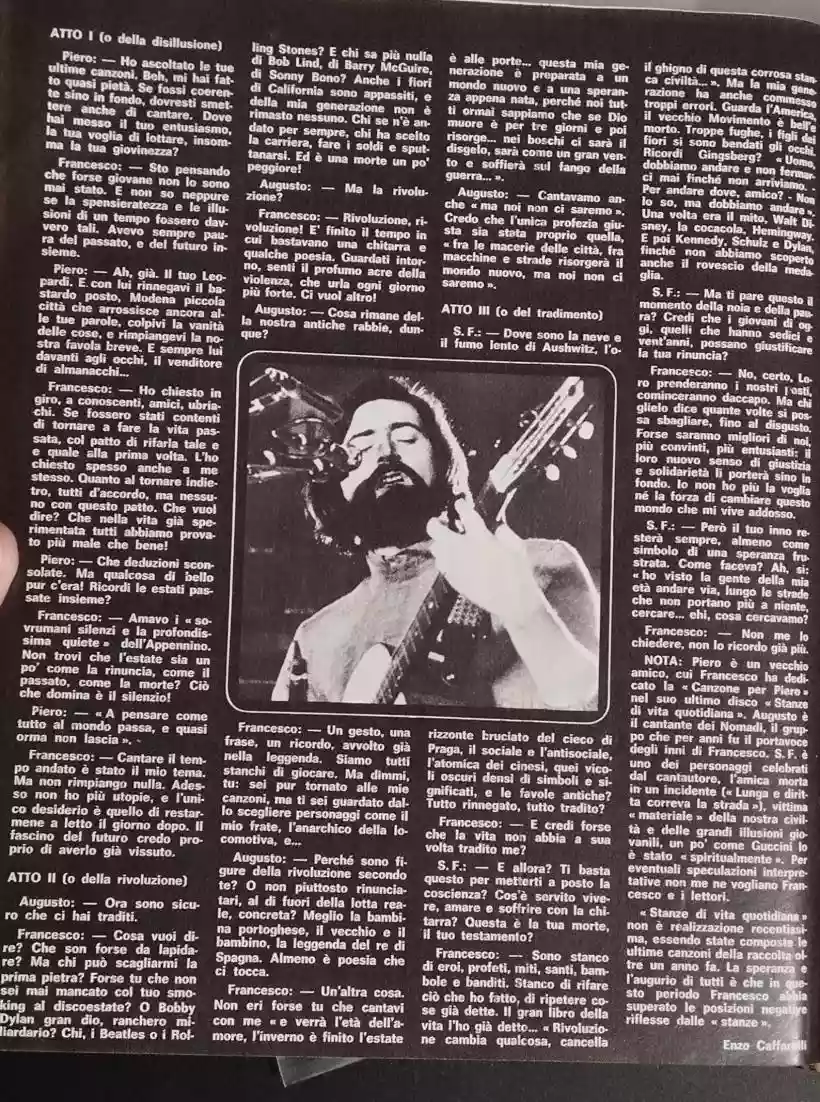 ATTO I (o della disillusione)
Piero: — Ho ascoltato le tue
ultime canzoni. Beh, mi hai fat-
to quasi pietà. Se fossi coeren-
te sino in fondo, dovresti smet-
tere anche di cantare. Dove
hai messo il tuo entusiasmo,
la tua voglia di lottare, insom-
ma la tua giovinezza?
Francesco: — Sto pensando
che forse giovane non lo sono
mai stato. E non so neppure
se la spensieratezza e le illu-
sioni di un tempo fossero dav-
vero tali. Avevo sempre pau-
ra del passato, e del futuro in-
sieme.
Piero: — Ah, già. Il tuo Leo-
pardi. E con lui rinnegavi il ba-
stardo posto, Modena piccola
città che arrossisce ancora al-
le tue parole, colpivi la vanità
delle cose, e rimpiangevi la no-
stra favola breve. E sempre lui
davanti agli occhi, il venditore
di almanacchi...
Francesco: — Ho chiesto in
giro, a conoscenti, amici, ubria-
chi. Se fossero stati contenti
di tornare a fare la vita pas-
sata, col patto di rifarla tale e
e quale alla prima volta. L'ho
chiesto spesso anche a me
stesso. Quanto al tornare indie-
tro, tutti d'accordo, ma nessu-
no con questo patto. Che vuol
dire? Che nella vita già spe-
rimentata tutti abbiamo prova-
to più male che bene!
Piero: — Che deduzioni scon-
solate. Ma qualcosa di bello
pur c'era! Ricordi le estati pas-
sate insieme?
Francesco: — Amavo i « so-
vrumani silenzi e la profondis-
sima quiete » dell'Appennino.
Non trovi che l'estate sia un
po' come la rinuncia, come il
passato, come la morte? Ciò
che domina è il silenzio!
Piero: — « A pensare come
tutto al mondo passa, e quasi
orma non lascia ».
Francesco: — Cantare il tem-
po andato è stato il mio tema.
Ma non rimpiango nulla. Ades-
so non ho più utopie, e l'uni-
co desiderio è quello di restar-
mene a letto il giorno dopo. Il
fascino del futuro credo pro-
prio di averlo già vissuto.
ATTO II (o della rivoluzione)
Augusto: — Ora sono sicu-
ro che ci hai traditi.
Francesco: — Cosa vuoi di-
re? Che son forse da lapida-
re? Ma chi può scagliarmi la
prima pietra? Forse tu che non
sei mai mancato col tuo smo-
king al discoestate? O Bobby
Dylan gran dio, ranchero mi-
liardario? Chi, i Beatles o i Rol-
ling Stones? E chi sa più nulla
di Bob Lind, di Barry McGuire,
di Sonny Bono? Anche i fiori
di California sono appassiti, e
della mia generazione non è
rimasto nessuno. Chi se n'è an-
dato per sempre, chi ha scelto
la carriera, fare i soldi e sput-
tanarsi. Ed è una morte un po'
peggiore!
Augusto: — Ma la rivolu-
zione?
Francesco: — Rivoluzione, ri-
voluzione! E' finito il tempo in
cui bastavano una chitarra e
qualche poesia. Guardati intor-
no, senti il profumo acre della
violenza, che urla ogni giorno
più forte. Ci vuol altro!
Augusto: — Cosa rimane del-
la nostra antiche rabbie, dun-
que?
Francesco: — Un gesto, una
frase, un ricordo, avvolto già
nella leggenda. Siamo tutti
stanchi di giocare. Ma dimmi,
tu: sei pur tornato alle mie
canzoni, ma ti sei guardato dal-
lo scegliere personaggi come il
mio frate, l'anarchico della lo-
comotiva, e...
Augusto: — Perché sono fi-
gure della rivoluzione secondo
te? O non piuttosto rinuncia-
tari, al di fuori della lotta rea-
le, concreta? Meglio la bambi-
na portoghese, il vecchio e il
bambino, la leggenda del re di
Spagna. Almeno è poesia che
ci tocca.
Francesco: — Un'altra cosa.
Non eri forse tu che cantavi
con me « e verrà l'età dell'a-
more, l'inverno è finito l'estate
è alle porte... questa mia ge-
nerazione è preparata a un
mondo nuovo e a una speran-
za appena nata, perché noi tut-
ti ormai sappiamo che se Dio
muore è per tre giorni e poi
risorge... nei boschi ci sarà il
disgelo, sarà come un gran ven-
to e soffierà sul fango della
guerra... ».
Augusto: — Cantavamo an-
che « ma noi non ci saremo ».
Credo che l'unica profezia giu-
sta sia stata proprio quella,
« fra le macerie delle città, fra
macchine e strade risorgerà il
mondo nuovo, ma noi non ci
saremo ».
ATTO III (o del tradimento)
S. F.: — Dove sono la neve e
il fumo lento di Aushwitz, l'o-
rizzonte bruciato del cieco di
Praga, il sociale e l'antisociale,
l'atomica dei cinesi, quei vico-
li oscuri densi di simboli e si-
gnificati, e le favole antiche?
Tutto rinnegato, tutto tradito?
Francesco: — E credi forse
che la vita non abbia a sua
volta tradito me?
S. F.: — E allora? Ti basta
questo per metterti a posto la
coscienza? Cos'è servito vive-
re, amare e soffrire con la chi-
tarra? Questa è la tua morte,
il tuo testamento?
Francesco: — Sono stanco
di eroi, profeti, miti, santi, bam-
bole e banditi. Stanco di rifare
ciò che ho fatto, di ripetere co-
se già dette. Il gran libro della
vita l'ho già detto... « Rivoluzio-
ne cambia qualcosa, cancella
il ghigno di questa corrosa stan-
ca civiltà... ». Ma la mia gene-
razione ha anche commesso
troppi errori. Guarda l'America,
il vecchio Movimento è bell'e
morto. Troppe fughe, i figli dei
fiori si sono bendati gli occhi.
Ricordi Gingsberg? « Uomo,
dobbiamo andare e non fermar-
ci mai finché non arriviamo. -
Per andare dove, amico? - Non
lo so, ma dobbiamo andare ».
Una volta era il mito, Walt Di-
sney, la cocacola, Hemingway.
E poi Kennedy, Schulz e Dylan,
finché non abbiamo scoperto
anche il rovescio della meda-
glia.
S. F.: — Ma ti pare questo il
momento della noia e della pau-
ra? Credi che i giovani di og-
gi, quelli che hanno sedici e
vent'anni, possano giustificare
la tua rinuncia?
Francesco: — No, certo. Lo-
ro prenderanno i nostri posti,
cominceranno daccapo. Ma chi
glielo dice quante volte si pos-
sa sbagliare, fino al disgusto.
Forse saranno migliori di noi,
più convinti, più entusiasti: il
loro nuovo senso di giustizia
e solidarietà li porterà sino in
fondo. Io non ho più la voglia
né la forza di cambiare questo
mondo che mi vive addosso.
S. F.: — Però il tuo inno re-
sterà sempre, almeno come
simbolo di una speranza fru-
strata. Come faceva? Ah, si:
« ho visto la gente della mia
età andare via, lungo le strade
che non portano più a niente,
cercare... ehi, cosa cercavamo?
Francesco: — Non me lo
chiedere, non lo ricordo già più.
NOTA: Piero è un vecchio
amico, cui Francesco ha dedi-
cato la « Canzone per Piero »
nel suo ultimo disco « Stanze
di vita quotidiana ». Augusto è
il cantante dei Nomadi, il grup-
po che per anni fu il portavoce
degli inni di Francesco. S. F. è
uno dei personaggi celebrati
dal cantautore, l'amica morta
in un incidente (« Lunga e dirit-
ta correva la strada »), vittima
« materiale » della nostra civil-
tà e delle grandi illusioni gio-
vanili, un po' come Guccini lo
è stato « spiritualmente ». Per
eventuali speculazioni interpre-
tative non me ne vogliano Fran-
cesco e i lettori.
« Stanze di vita quotidiana »
non è realizzazione recentissi-
ma, essendo state composte le
ultime canzoni della raccolta ol-
tre un anno fa. La speranza e
l'augurio di tutti è che in que-
sto periodo Francesco abbia
superato le posizioni negative
riflesse dalle « stanze ».
Enzo Caffarelli